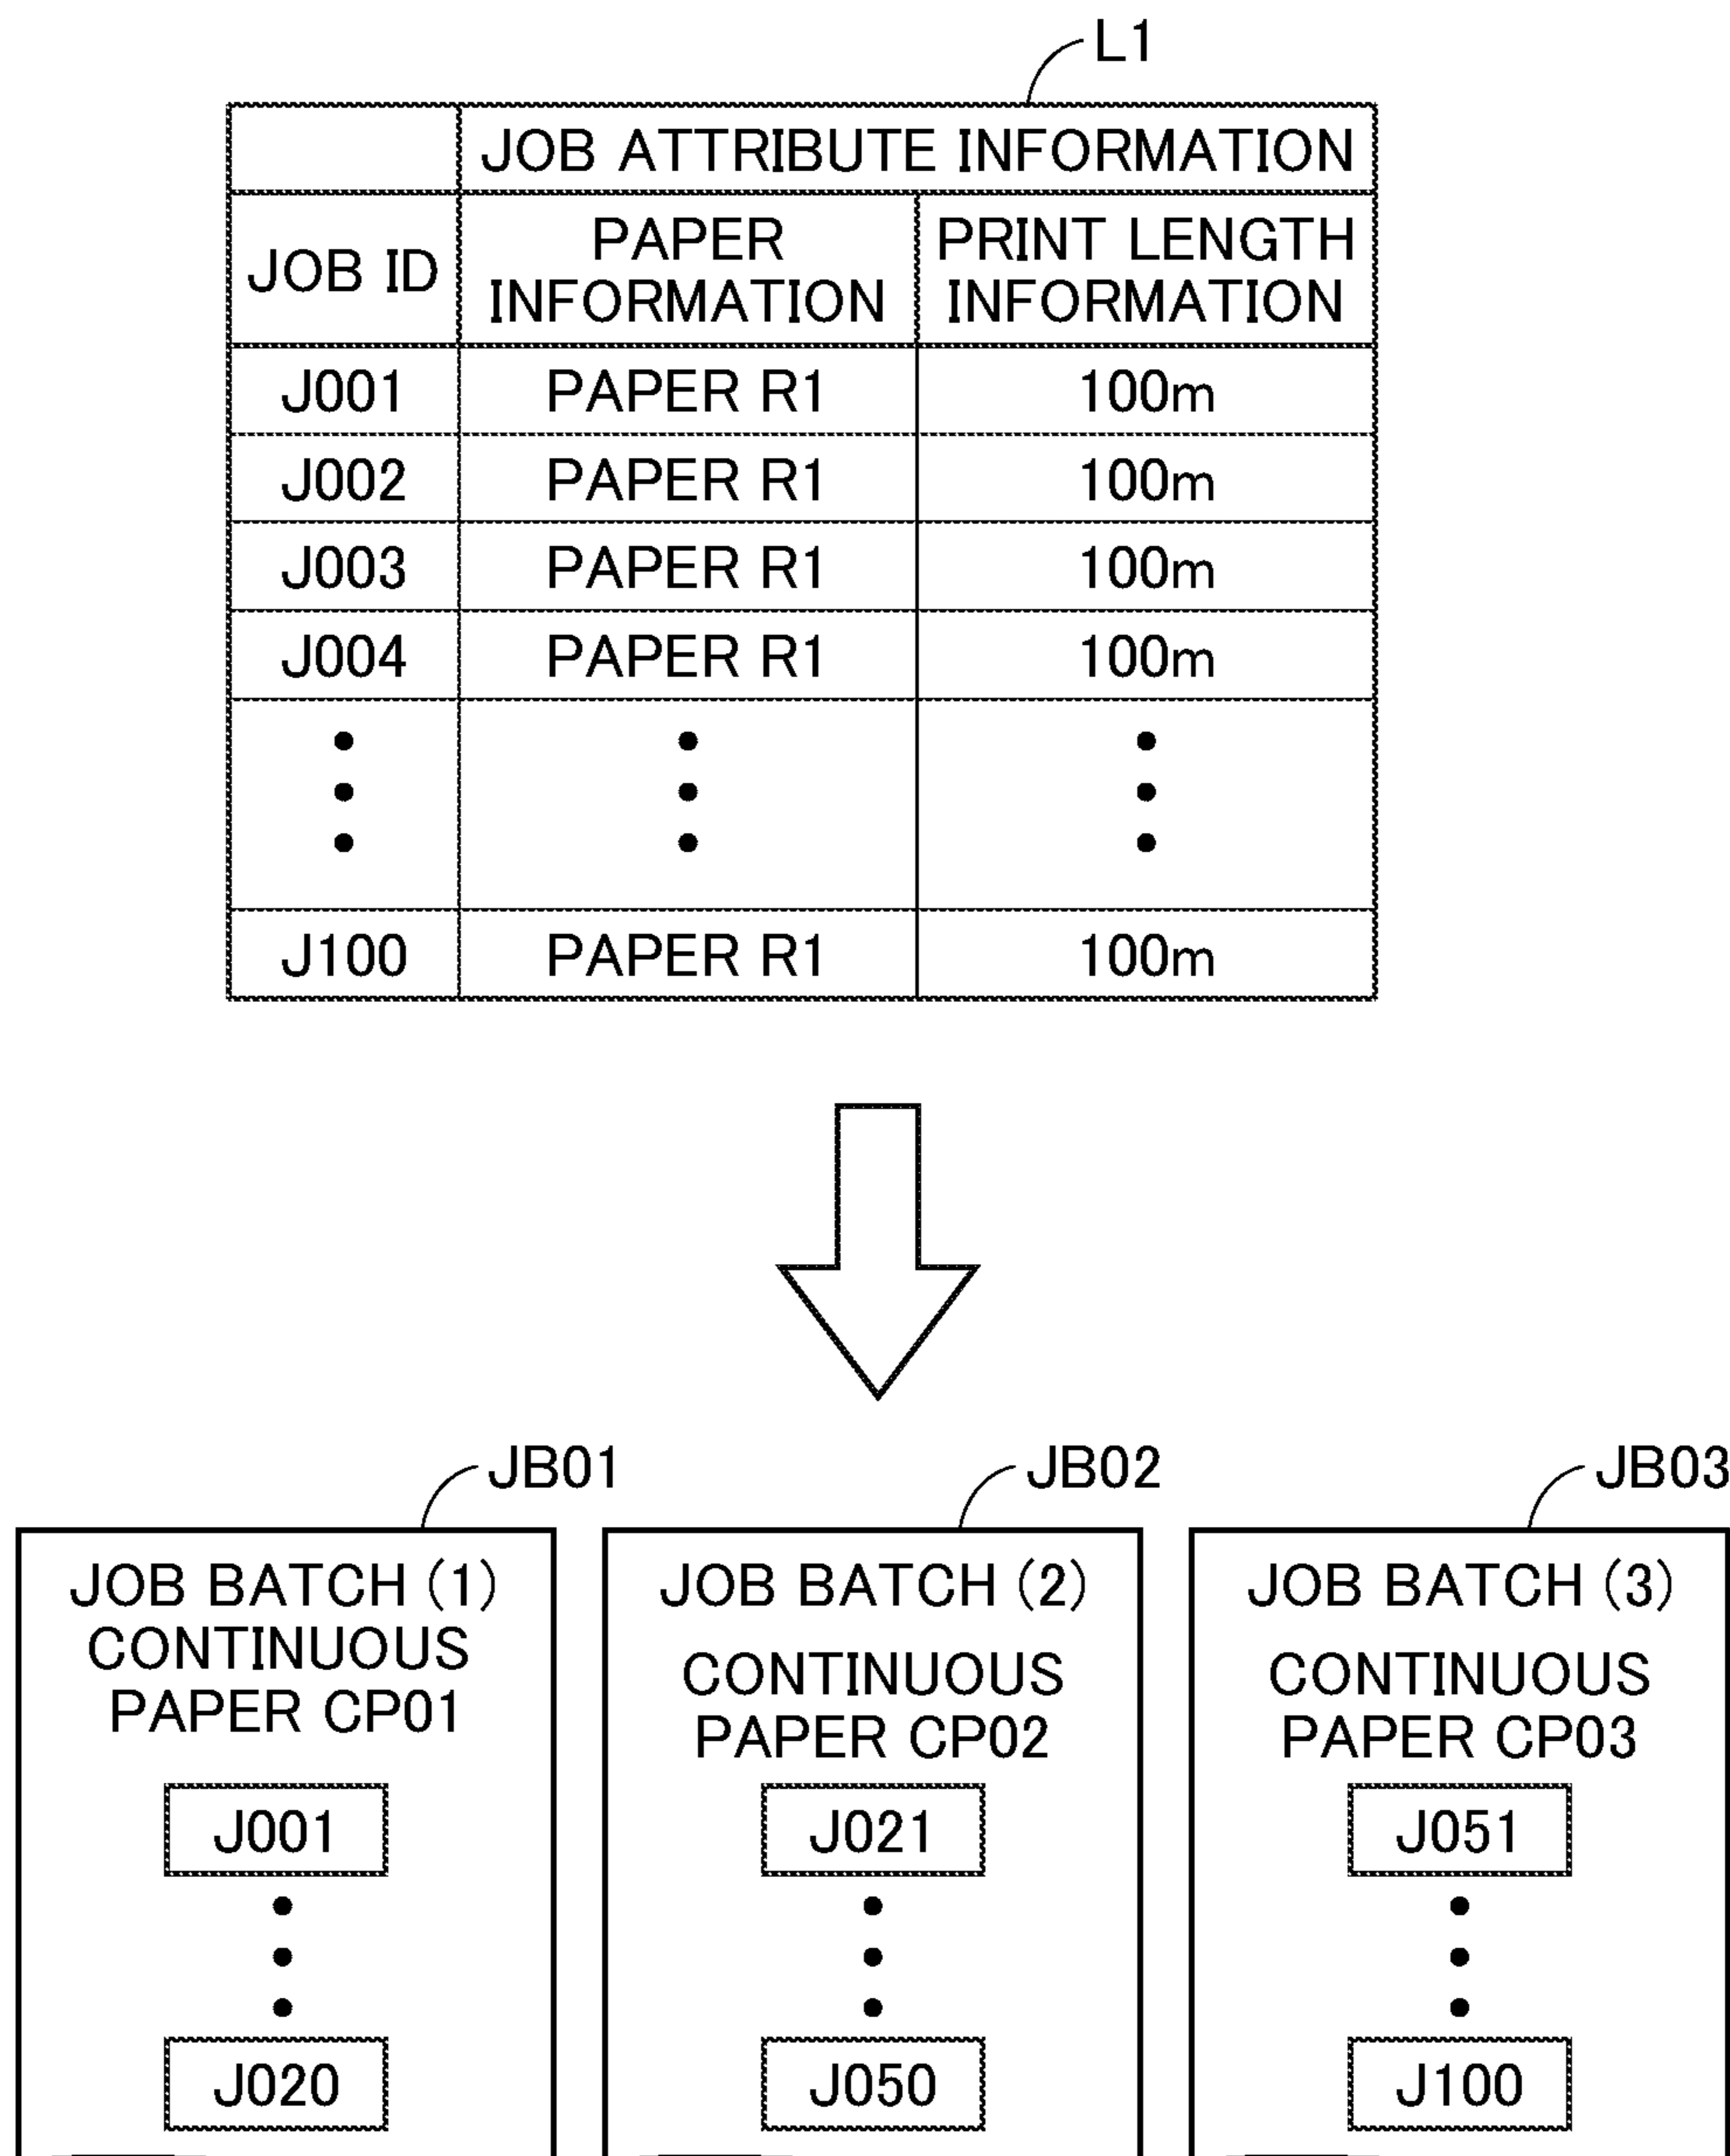 L1
JOB ATTRIBUTE INFORMATION
JOB ID
PAPER
INFORMATION
PRINT LENGTH
INFORMATION
J001 PAPER R1 100m
J002 PAPER R1 100m
J003 PAPER R1 100m
J004 PAPER R1 100m
J100 PAPER R1 100m
JB01
JOB BATCH (1)
CONTINUOUS
PAPER CP01
J001
J020
JB02
JOB BATCH (2)
CONTINUOUS
PAPER CP02
J021
J050
JB03
JOB BATCH (3)
CONTINUOUS
PAPER CP03
J051
J100